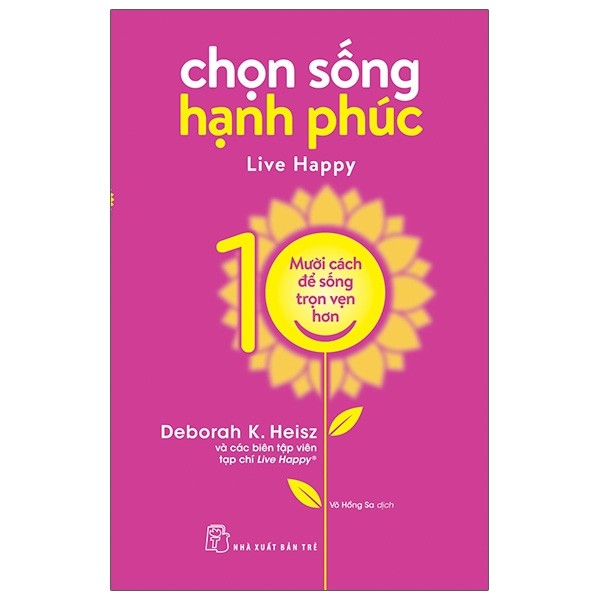 chọn sống
hạnh phúc
Live Happy
10
Mười cách
để sống
trọn vẹn
hơn
Deborah K. Heisz
và các biên tập viên
tạp chí Live Happy®
Võ Hồng Sa dịch
NHÀ XUẤT BẢN TRẺ